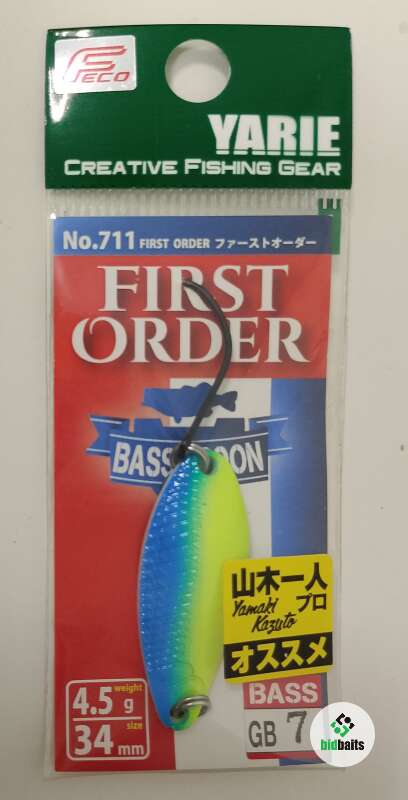 FECO
YARIE
CREATIVE FISHING GEAR
No.711 FIRST ORDER ファーストオーダー
FIRST
ORDER
BASS
山木一人
Yamaki プロ
Kazuto
オススメ
4.5 weight g
34 size mm
BASS
GB 7
bidbaits